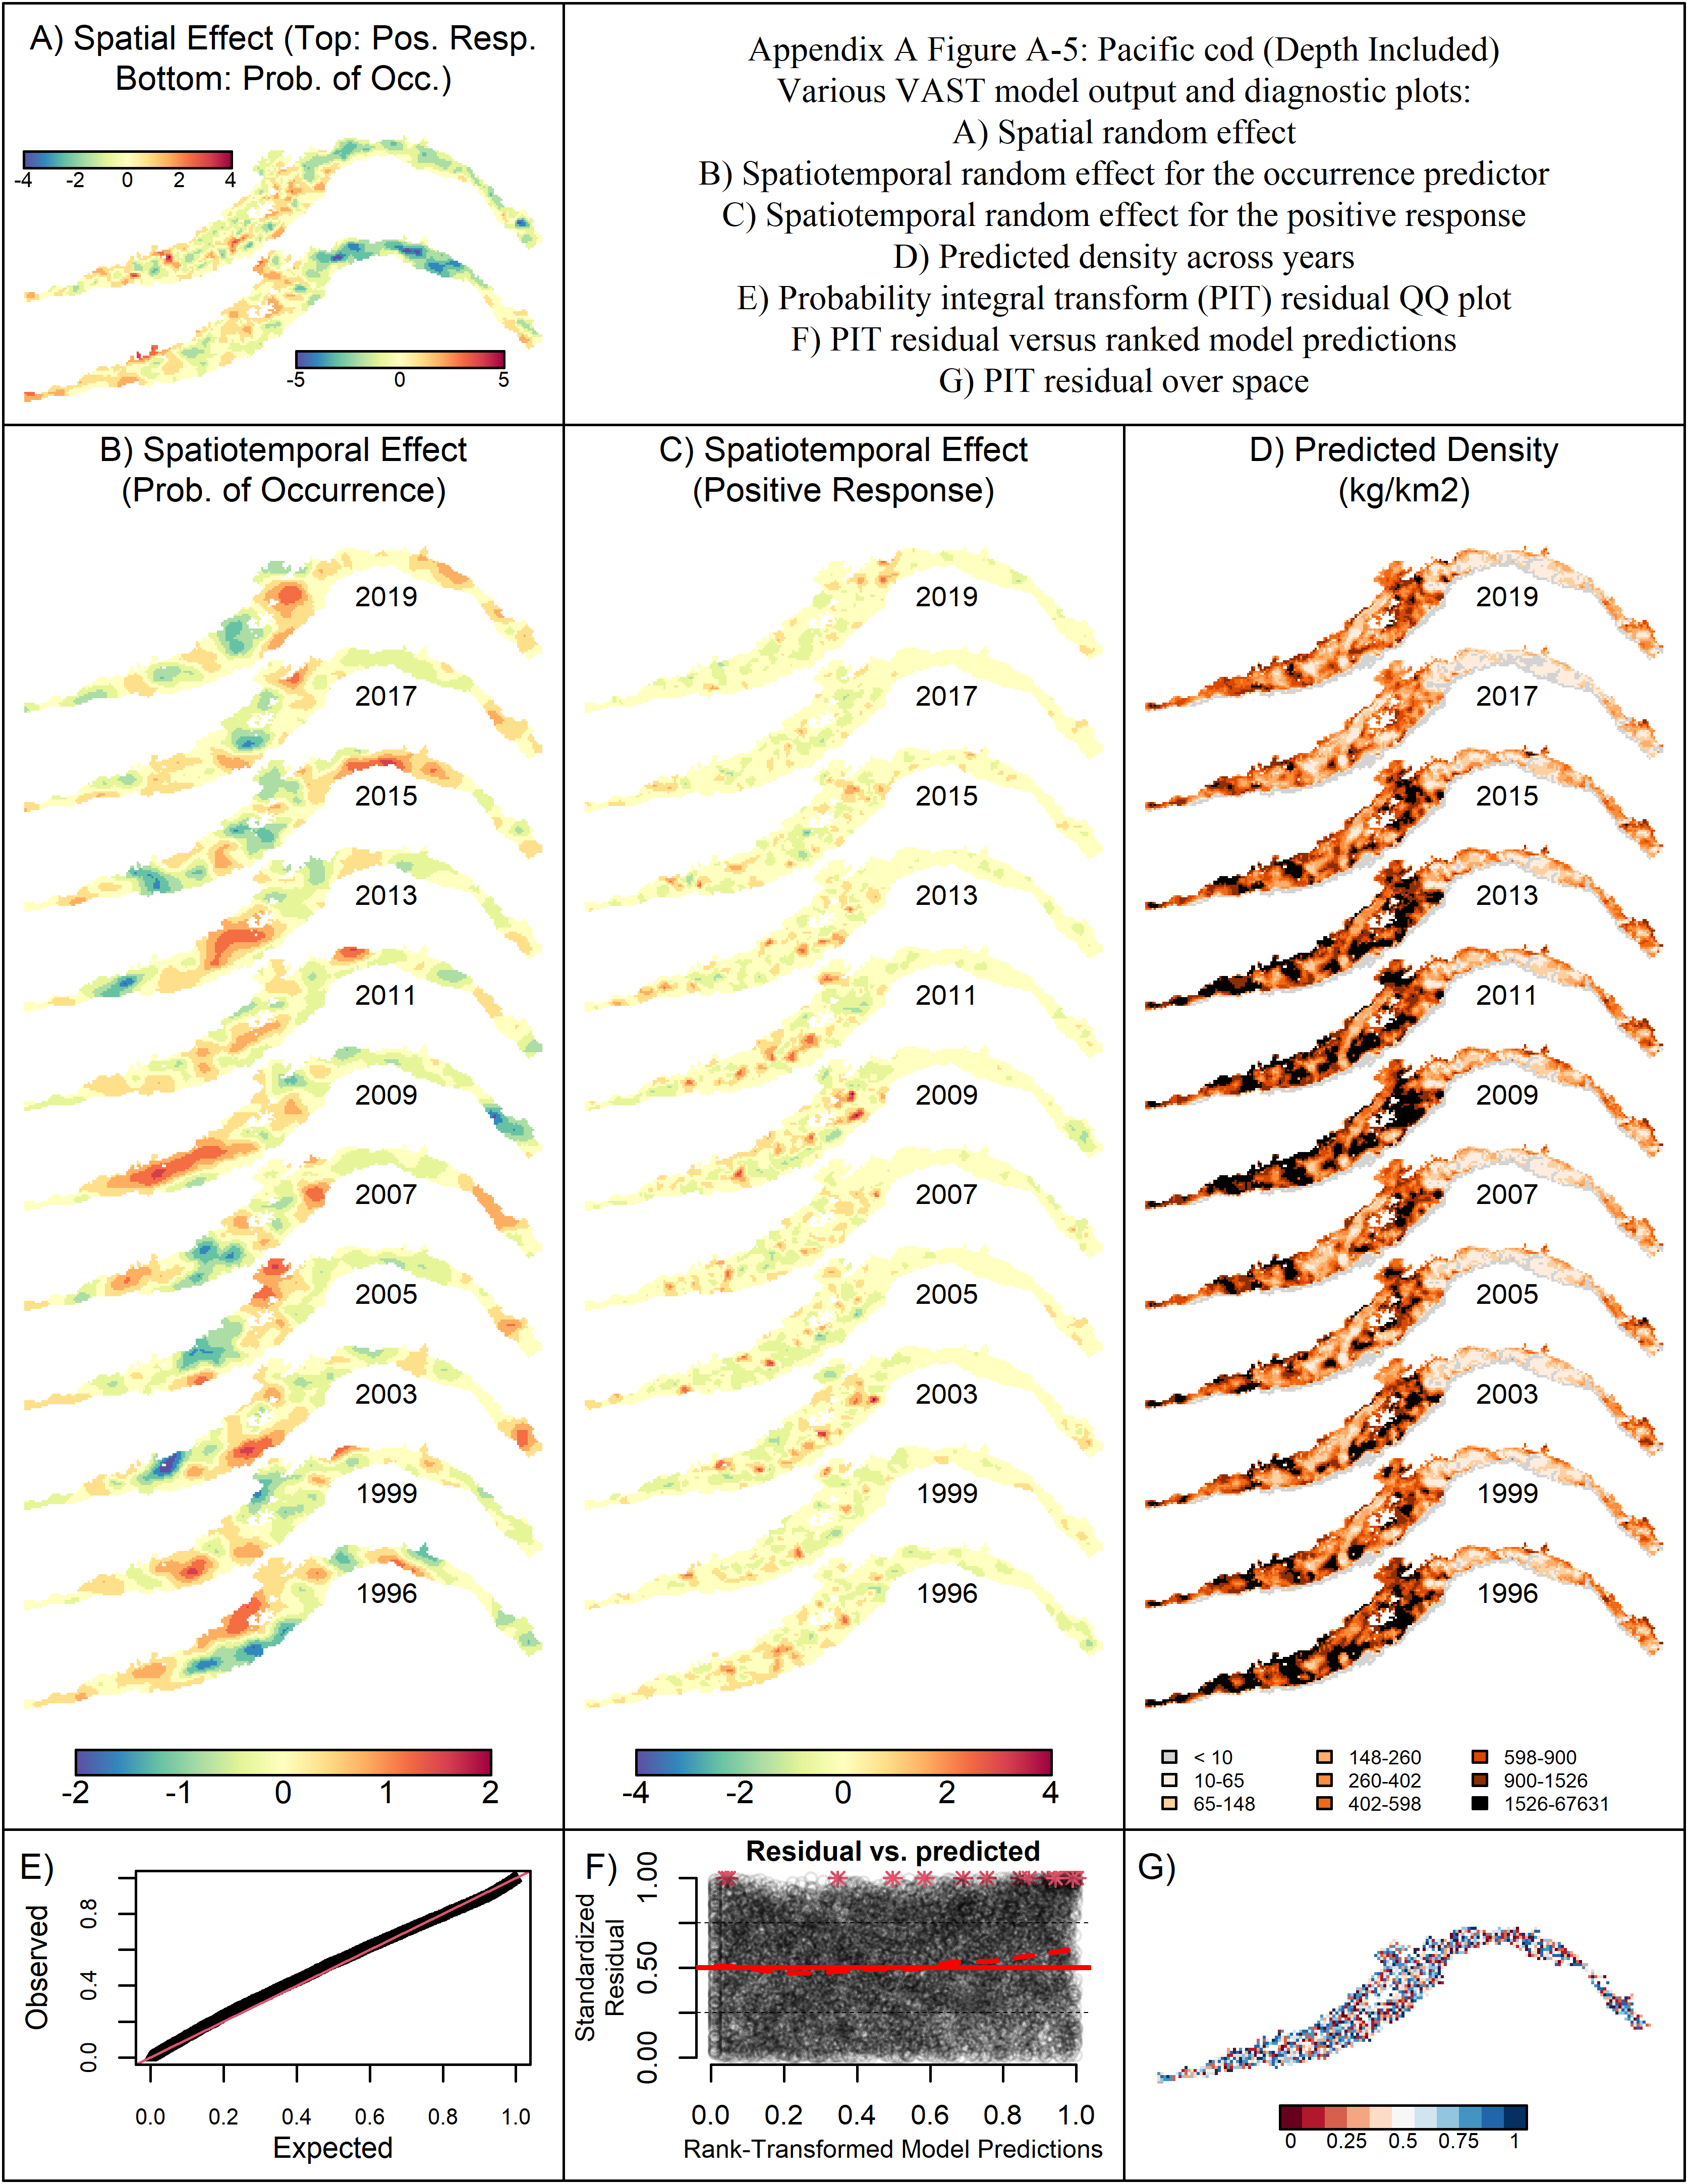 A) Spatial Effect (Top: Pos. Resp.
Bottom: Prob. of Occ.)
-4 -2 0 2 4
-5 0 5
Appendix A Figure A-5: Pacific cod (Depth Included)
Various VAST model output and diagnostic plots:
A) Spatial random effect
B) Spatiotemporal random effect for the occurrence predictor
C) Spatiotemporal random effect for the positive response
D) Predicted density across years
E) Probability integral transform (PIT) residual QQ plot
F) PIT residual versus ranked model predictions
G) PIT residual over space
B) Spatiotemporal Effect
(Prob. of Occurrence)
2019
2017
2015
2013
2011
2009
2007
2005
2003
1999
1996
-2 -1 0 1 2
C) Spatiotemporal Effect
(Positive Response)
2019
2017
2015
2013
2011
2009
2007
2005
2003
1999
1996
-4 -2 0 2 4
D) Predicted Density
(kg/km2)
2019
2017
2015
2013
2011
2009
2007
2005
2003
1999
1996
< 10 148-260 598-900
10-65 260-402 900-1526
65-148 402-598 1526-67631
E)
Observed
0.0 0.4 0.8
0.0 0.2 0.4 0.6 0.8 1.0
Expected
F)
Residual vs. predicted
Standardized
Residual
0.00 0.50 1.00
0.0 0.2 0.4 0.6 0.8 1.0
Rank-Transformed Model Predictions
G)
0 0.25 0.5 0.75 1